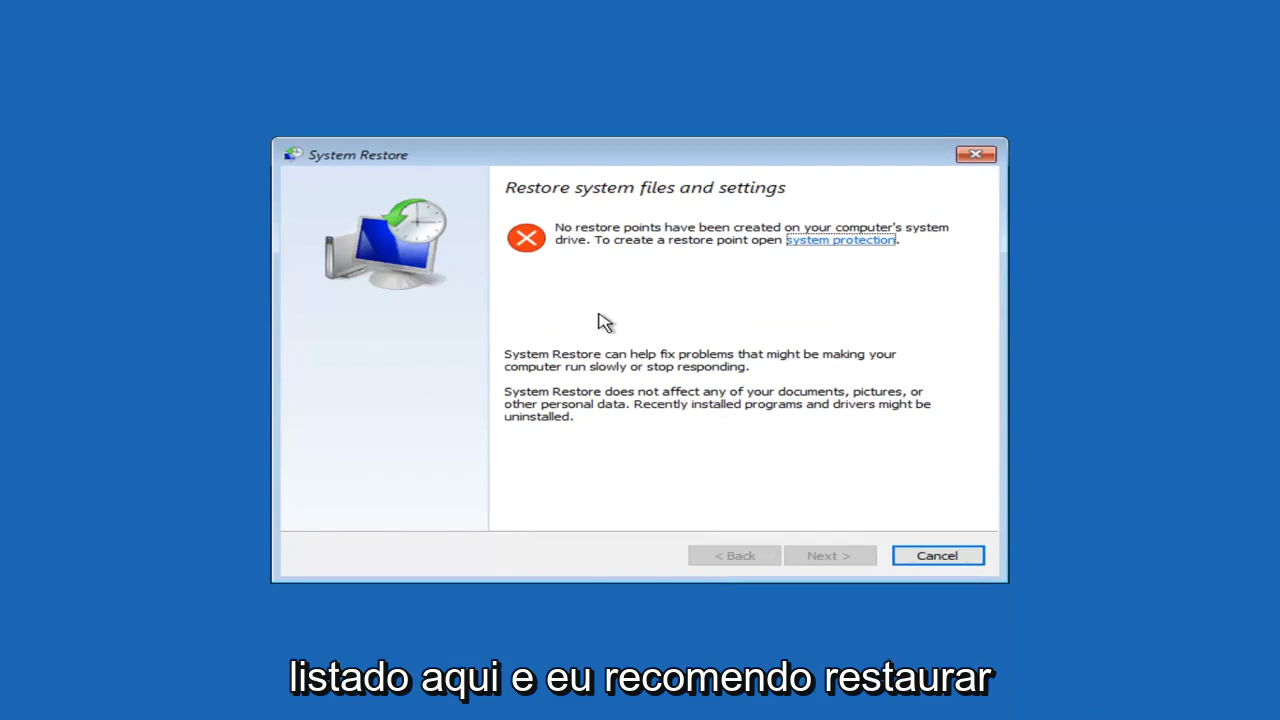 System Restore
Restore system files and settings
No restore points have been created on your computer's system
drive. To create a restore point open system protection.
System Restore can help fix problems that might be making your
computer run slowly or stop responding.
System Restore does not affect any of your documents, pictures, or
other personal data. Recently installed programs and drivers might be
uninstalled.
< Back Next > Cancel
listado aqui e eu recomendo restaurar